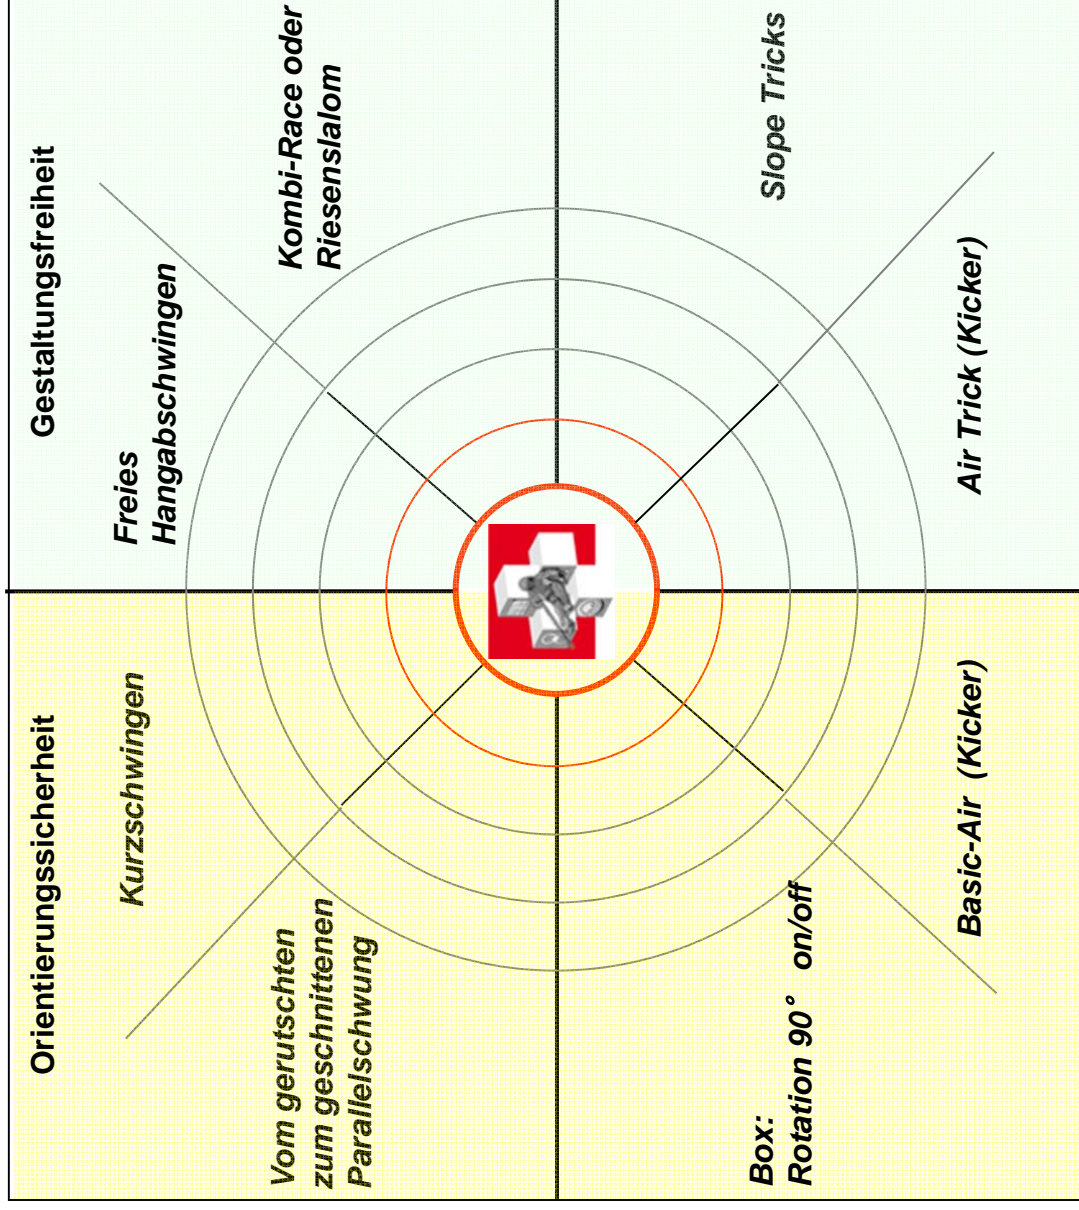 Orientierungssicherheit
Gestaltungsfreiheit
Kurzschwingen
Freies
Hangabschwingen
Vom gerutschten
zum geschnittenen
Parallelschwung
Kombi-Race oder
Riesenslalom
Box:
Rotation 90° on/off
Slope Tricks
Basic-Air (Kicker)
Air Trick (Kicker)